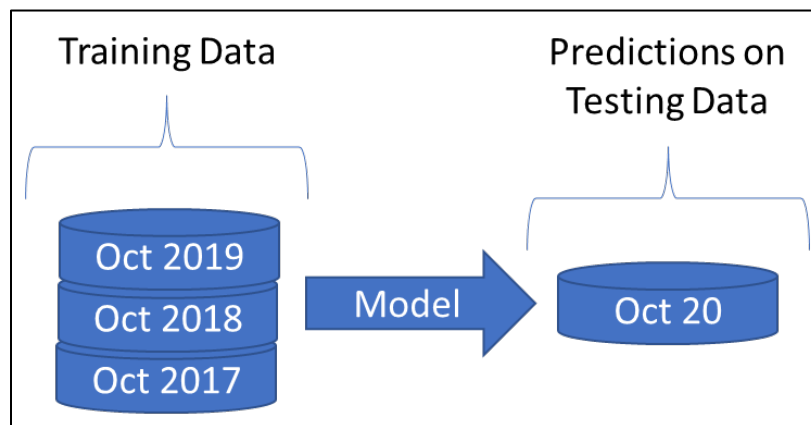 Training Data
Predictions on
Testing Data
Oct 2019
Oct 2018
Oct 2017
Model
Oct 20